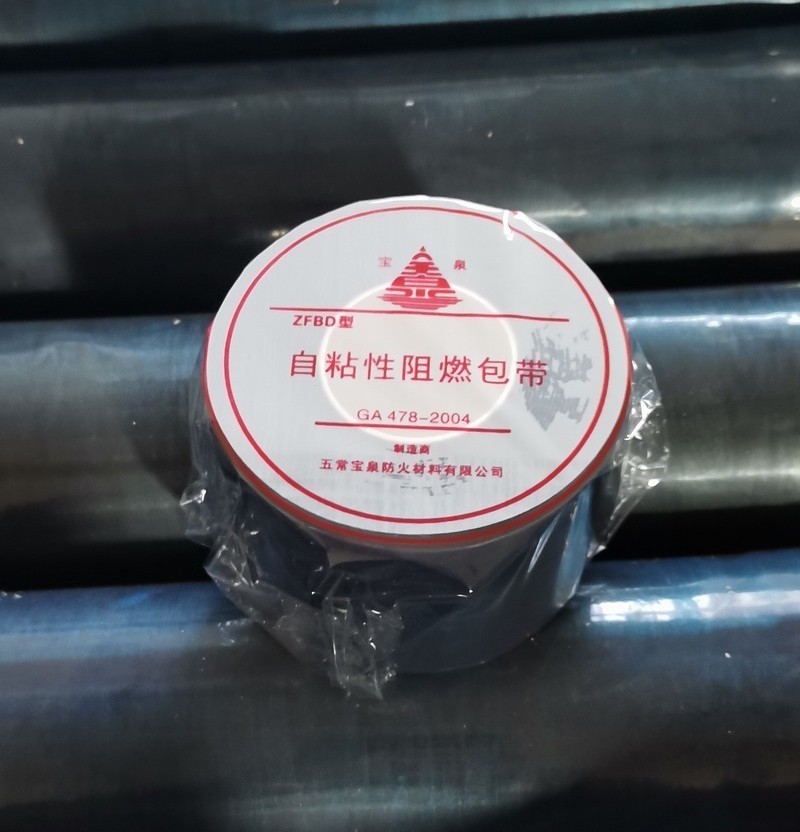 宝 泉
ZFBD型
自粘性阻燃包带
GA 478-2004
制造商
五常宝泉防火材料有限公司